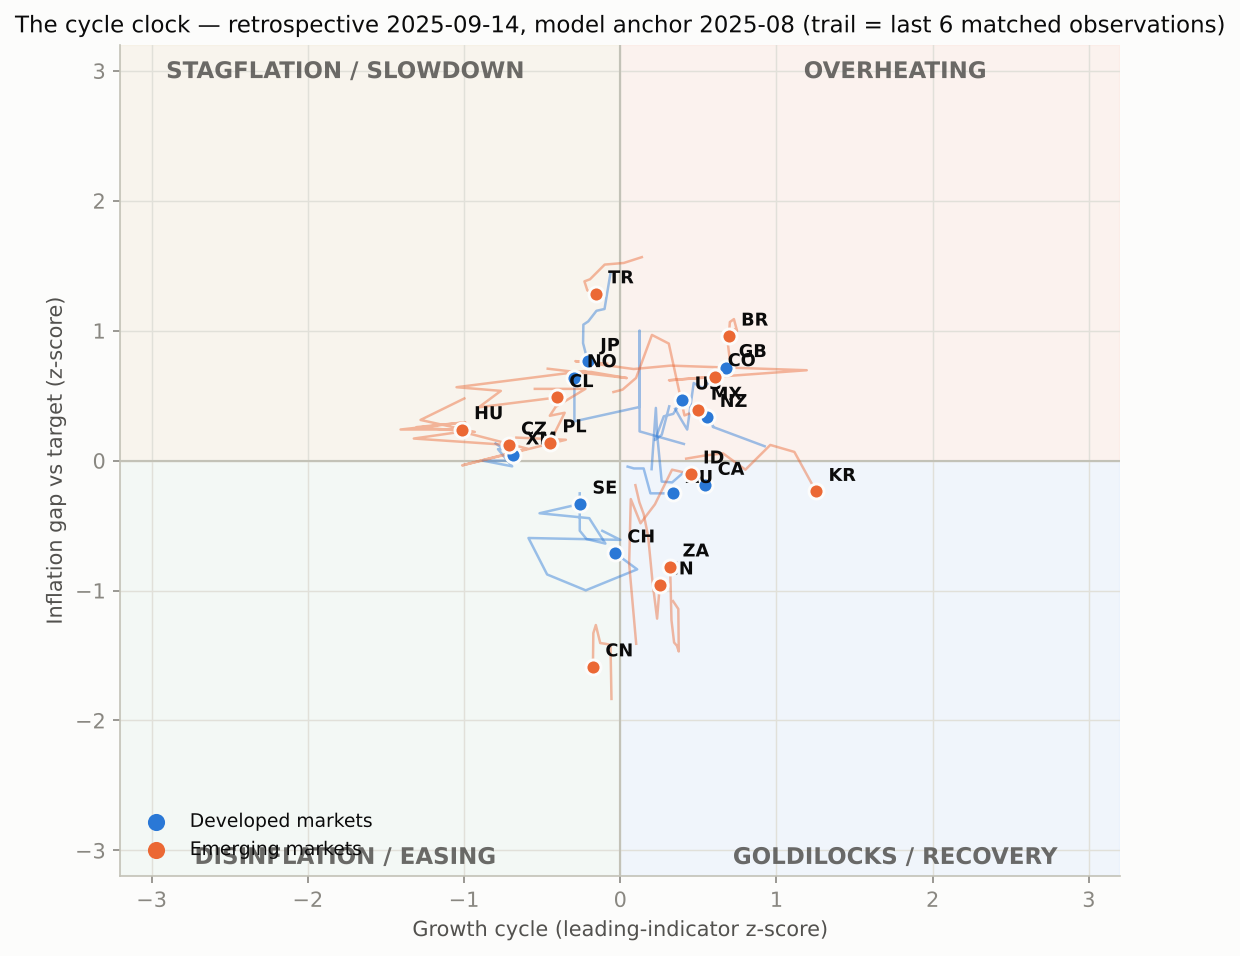 The cycle clock — retrospective 2025-09-14, model anchor 2025-08 (trail = last 6 matched observations)
STAGFLATION / SLOWDOWN
OVERHEATING
3
2
1
0
−1
−2
−3
Inflation gap vs target (z-score)
TR
BR
JP
GB
NO
CO
CL
MX
NZ
HU
CZ
PL
ID
CA
KR
SE
CH
ZA
CN
Developed markets
Emerging markets
DISINFLATION / EASING
GOLDILOCKS / RECOVERY
−3
−2
−1
0
1
2
3
Growth cycle (leading-indicator z-score)